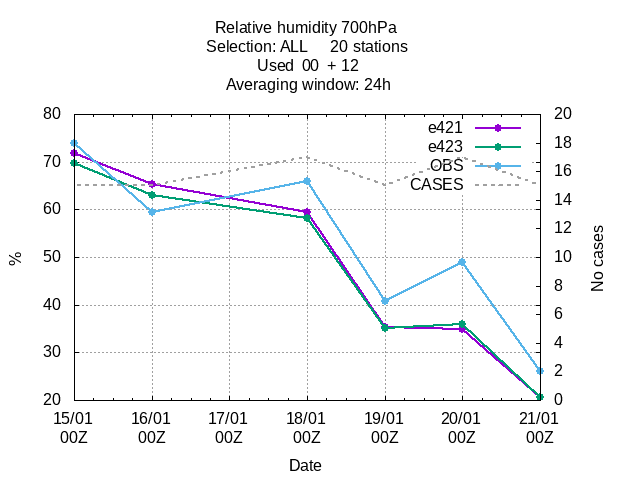 Relative humidity 700hPa
Selection: ALL     20 stations
Used  00  + 12
Averaging window: 24h
80 20
e421
18
e423
70 OBS 16
CASES
14
60
12
%
50 10
No cases
8
40
6
30 4
2
20 0
15/01 16/01 17/01 18/01 19/01 20/01 21/01
00Z 00Z 00Z 00Z 00Z 00Z 00Z
Date